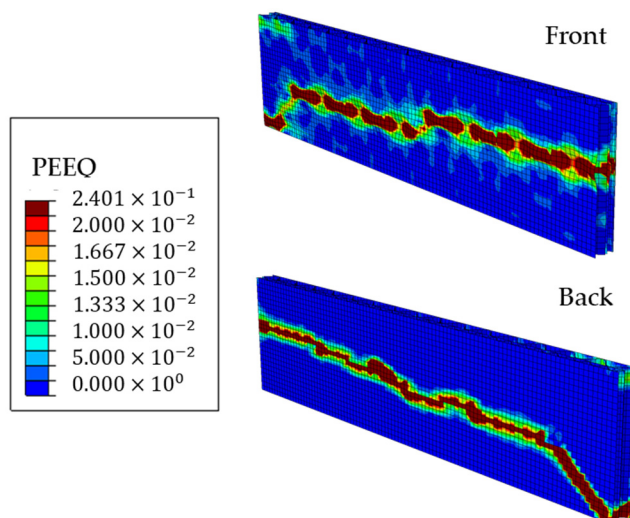 Front
PEEQ
2.401 × 10⁻¹
2.000 × 10⁻²
1.667 × 10⁻²
1.500 × 10⁻²
1.333 × 10⁻²
1.000 × 10⁻²
5.000 × 10⁻²
0.000 × 10⁰
Back